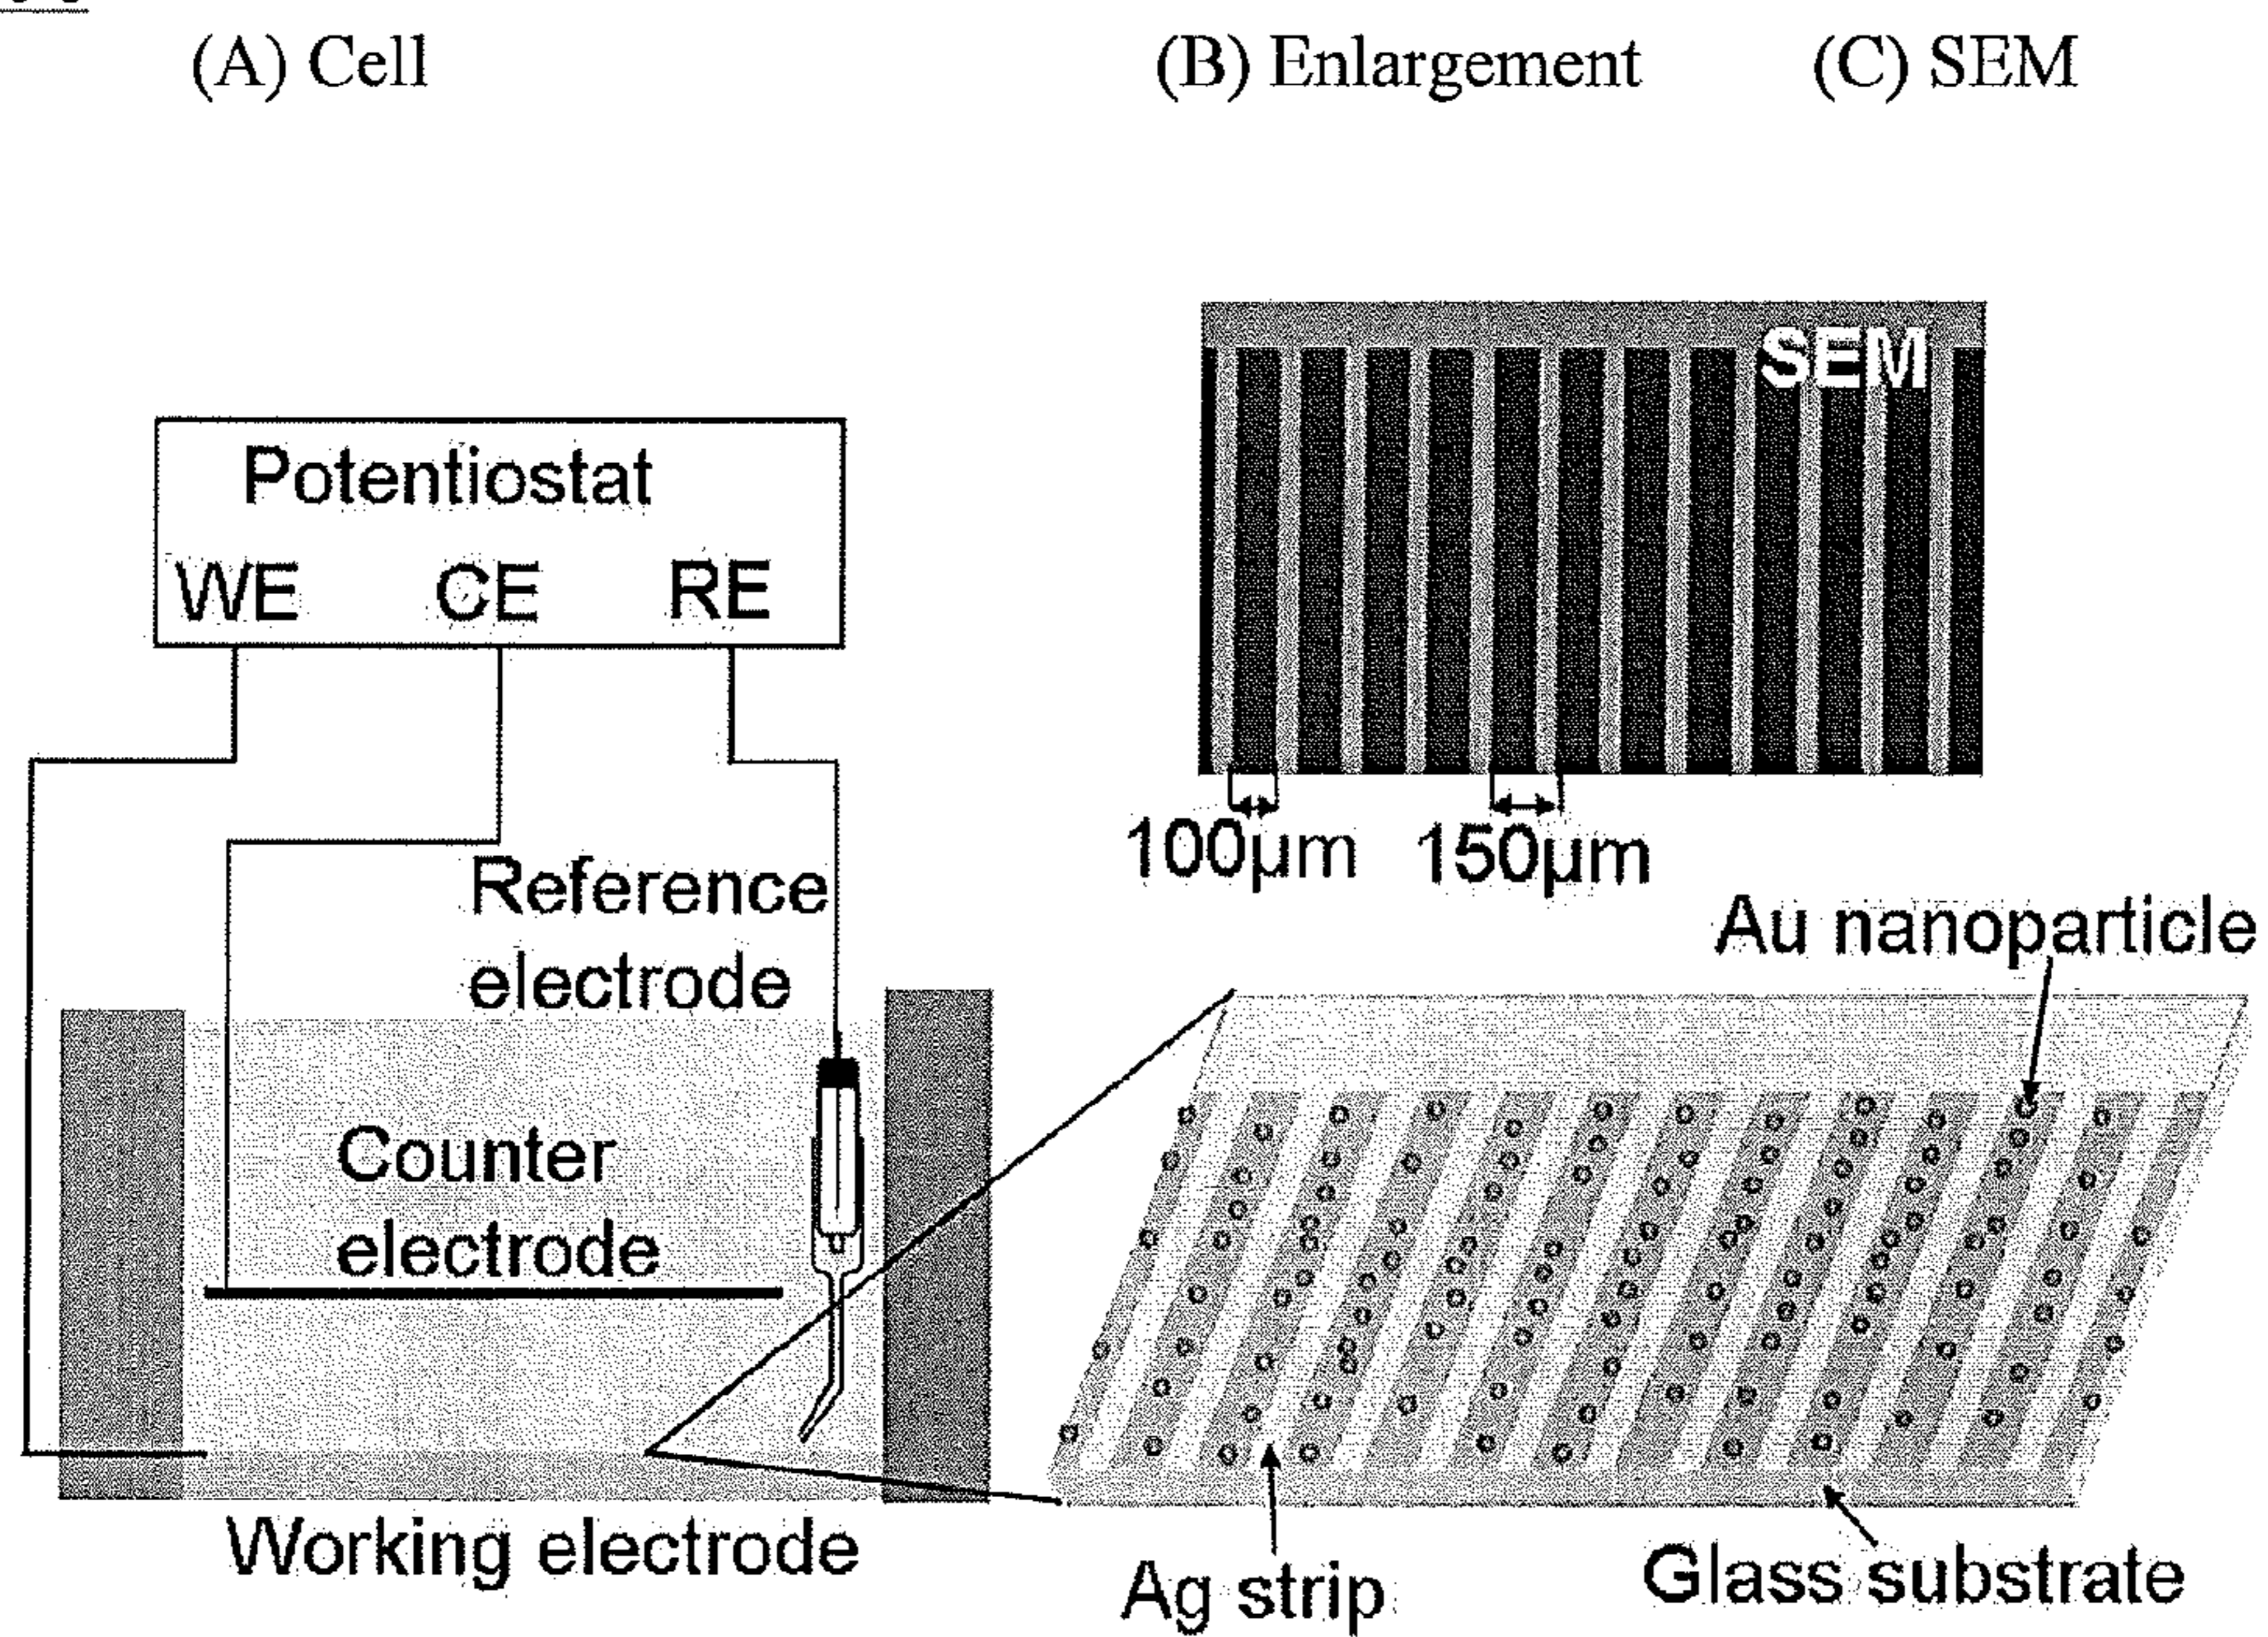 (A) Cell
(B) Enlargement
(C) SEM
SEM
Potentiostat
WE CE RE
100μm
150μm
Reference
electrode
Au nanoparticle
Counter
electrode
Working electrode
Ag strip
Glass substrate